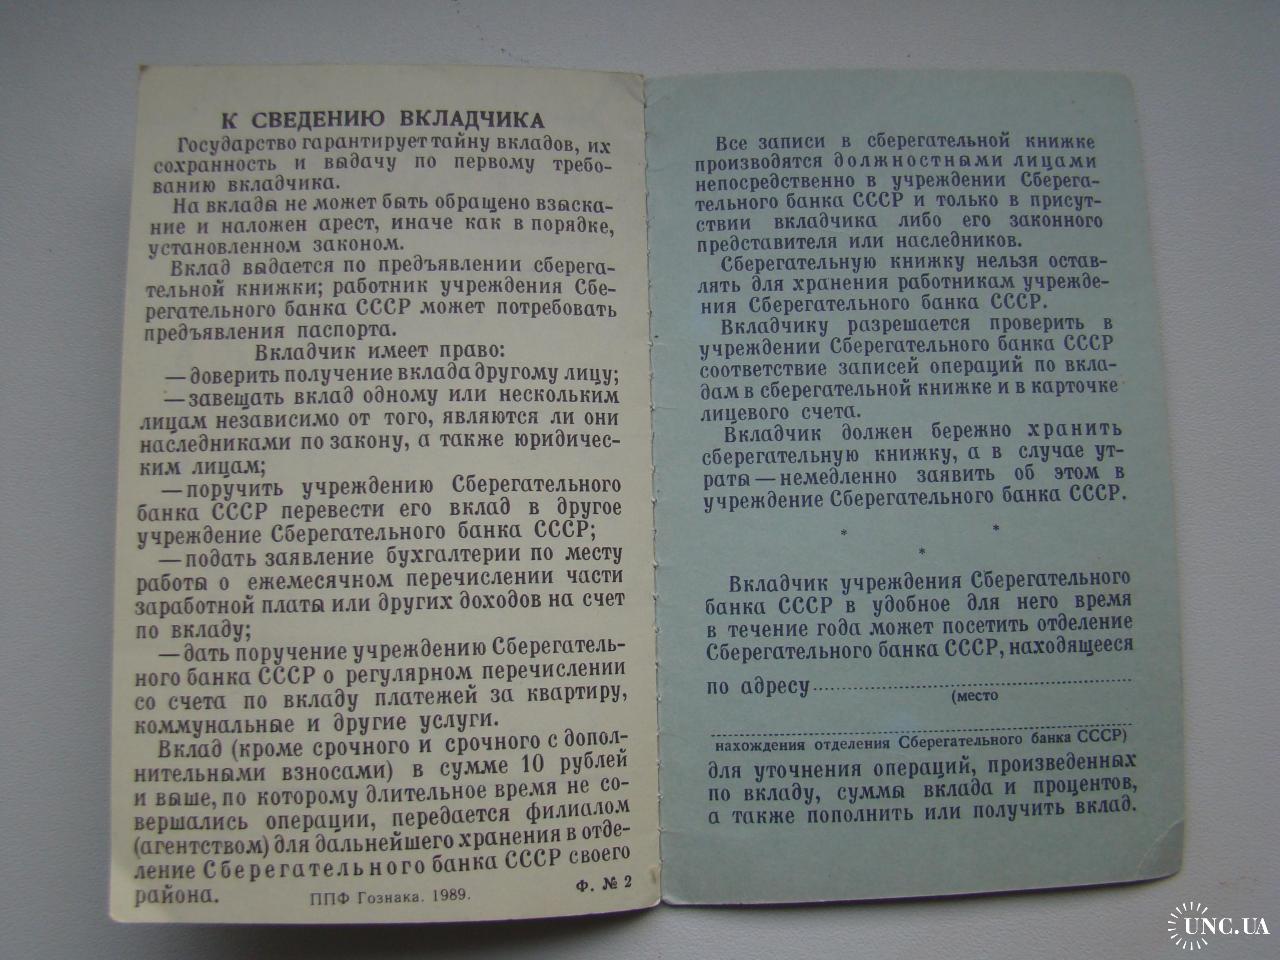 К СВЕДЕНИЮ ВКЛАДЧИКА
Государство гарантирует тайну вкладов, их
сохранность и выдачу по первому требо-
ванию вкладчика.
На вклады не может быть обращено взыска-
ние и наложен арест, иначе как в порядке,
установленном законом.
Вклад выдается по предъявлении сберега-
тельной книжки; работник учреждения Сбе-
регательного банка СССР может потребовать
предъявления паспорта.
Вкладчик имеет право:
— доверить получение вклада другому лицу;
— завещать вклад одному или нескольким
лицам независимо от того, являются ли они
наследниками по закону, а также юридичес-
ким лицам;
— поручить учреждению Сберегательного
банка СССР перевести его вклад в другое
учреждение Сберегательного банка СССР;
— подать заявление бухгалтерии по месту
работы о ежемесячном перечислении части
заработной платы или других доходов на счет
по вкладу;
— дать поручение учреждению Сберегатель-
ного банка СССР о регулярном перечислении
со счета по вкладу платежей за квартиру,
коммунальные и другие услуги.
Вклад (кроме срочного и срочного с допол-
нительными взносами) в сумме 10 рублей
и выше, по которому длительное время не со-
вершались операции, передается филиалом
(агентством) для дальнейшего хранения в отде-
ление Сберегательного банка СССР своего
района.
ППФ Гознака. 1989.
Ф. № 2
Все записи в сберегательной книжке
производятся должностными лицами
непосредственно в учреждении Сберега-
тельного банка СССР и только в присут-
ствии вкладчика либо его законного
представителя или наследников.
Сберегательную книжку нельзя остав-
лять для хранения работникам учрежде-
ния Сберегательного банка СССР.
Вкладчику разрешается проверить в
учреждении Сберегательного банка СССР
соответствие записей операций по вкла-
дам в сберегательной книжке и в карточке
лицевого счета.
Вкладчик должен бережно хранить
сберегательную книжку, а в случае ут-
раты — немедленно заявить об этом в
учреждение Сберегательного банка СССР.
* * *
Вкладчик учреждения Сберегательного
банка СССР в удобное для него время
в течение года может посетить отделение
Сберегательного банка СССР, находящееся
по адресу
(место
нахождения отделения Сберегательного банка СССР)
для уточнения операций, произведенных
по вкладу, суммы вклада и процентов,
а также пополнить или получить вклад.
UNC.UA